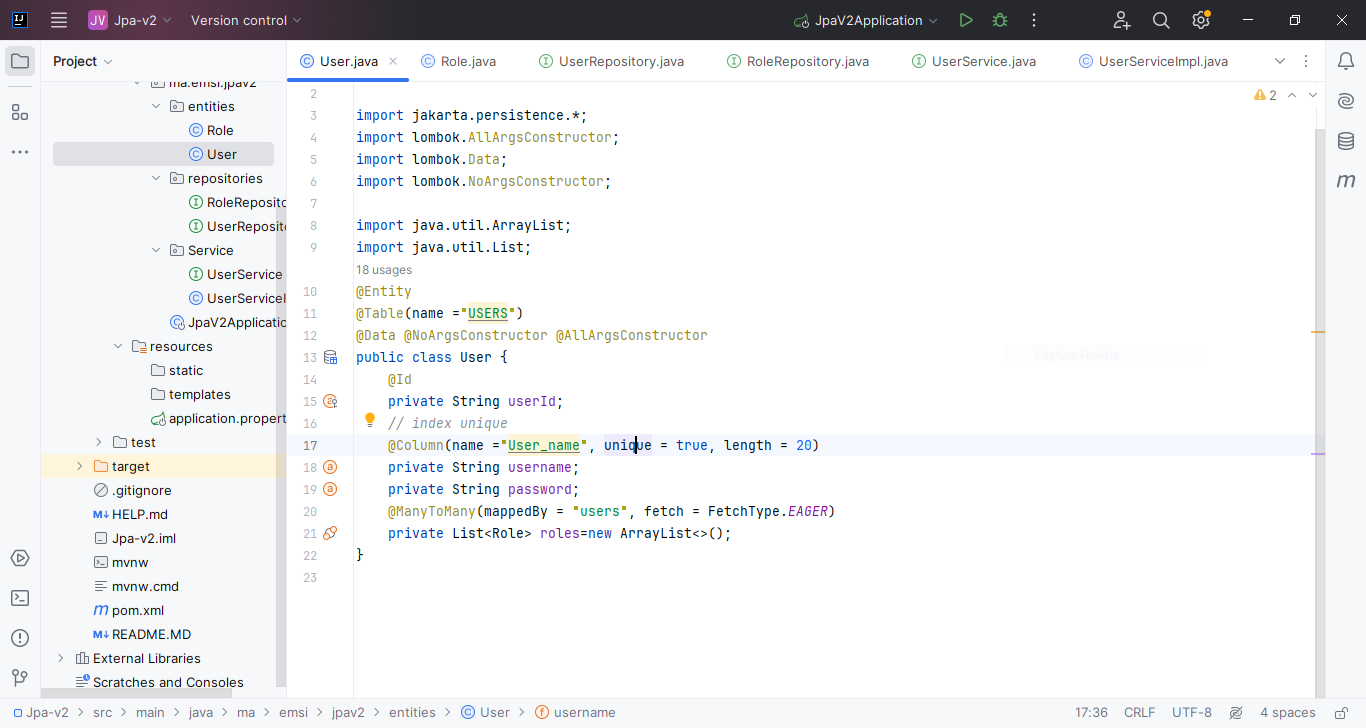 JV Jpa-v2 Version control JpaV2Application
Project
User.java Role.java UserRepository.java RoleRepository.java UserService.java UserServiceImpl.java
ma.emsi.jpav2
entities
Role
User
repositories
RoleReposito
UserReposit
Service
UserService
UserServiceI
JpaV2Applicatio
resources
static
templates
application.propert
test
target
.gitignore
HELP.md
Jpa-v2.iml
mvnw
mvnw.cmd
pom.xml
README.MD
External Libraries
Scratches and Consoles
2
2
3 import jakarta.persistence.*;
4 import lombok.AllArgsConstructor;
5 import lombok.Data;
6 import lombok.NoArgsConstructor;
7
8 import java.util.ArrayList;
9 import java.util.List;
18 usages
10 @Entity
11 @Table(name ="USERS")
12 @Data @NoArgsConstructor @AllArgsConstructor
13 public class User {
14 @Id
15 private String userId;
16 // index unique
17 @Column(name ="User_name", unique = true, length = 20)
18 private String username;
19 private String password;
20 @ManyToMany(mappedBy = "users", fetch = FetchType.EAGER)
21 private List<Role> roles=new ArrayList<>();
22 }
23
Capture Fenêtre
Jpa-v2 > src > main > java > ma > emsi > jpav2 > entities > User > username
17:36 CRLF UTF-8 4 spaces